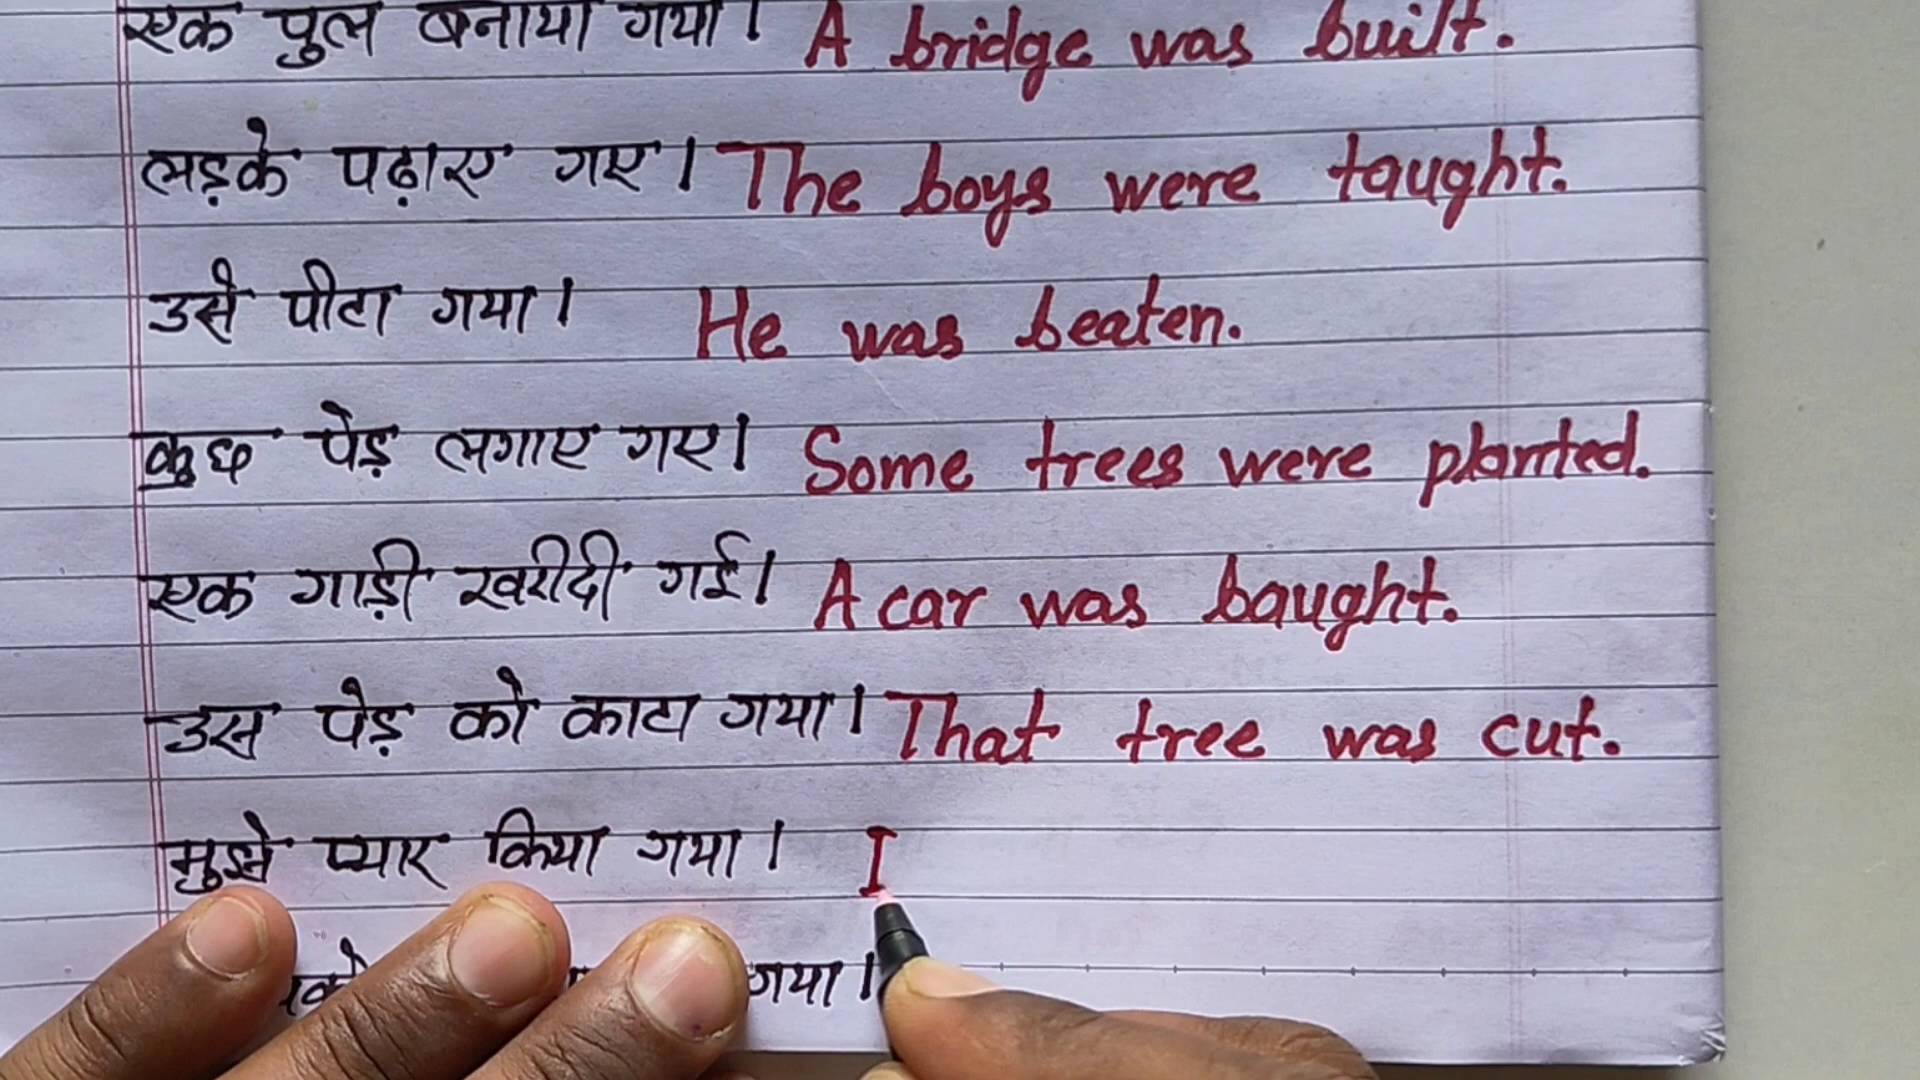 एक पुल बनाया गया। A bridge was built.
लड़के पढ़ाए गए। The boys were taught.
उसे पीटा गया। He was beaten.
कुछ पेड़ लगाए गए। Some trees were planted.
एक गाड़ी खरीदी गई। A car was baught.
उस पेड़ को काटा गया। That tree was cut.
मुझे प्यार किया गया। I
गया।